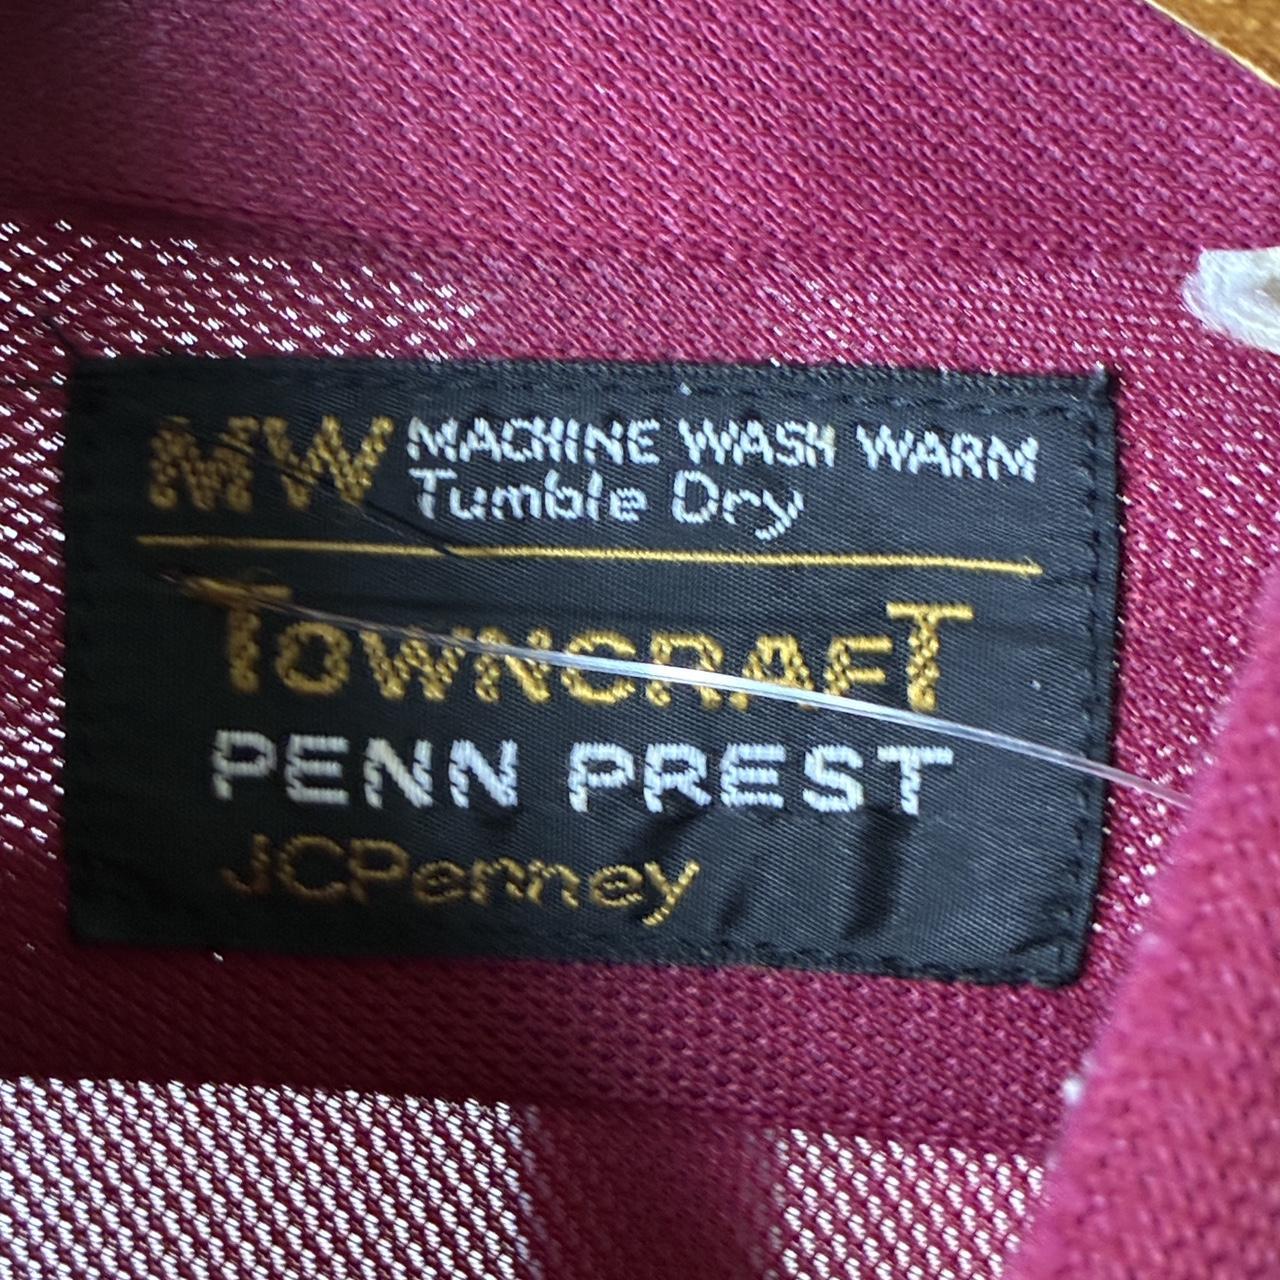 MW MACHINE WASH WARM
Tumble Dry
TOWNCRAFT
PENN PREST
JCPenney